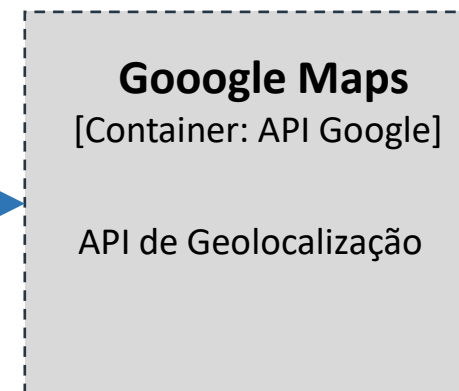 Gooogle Maps
[Container: API Google]
API de Geolocalização